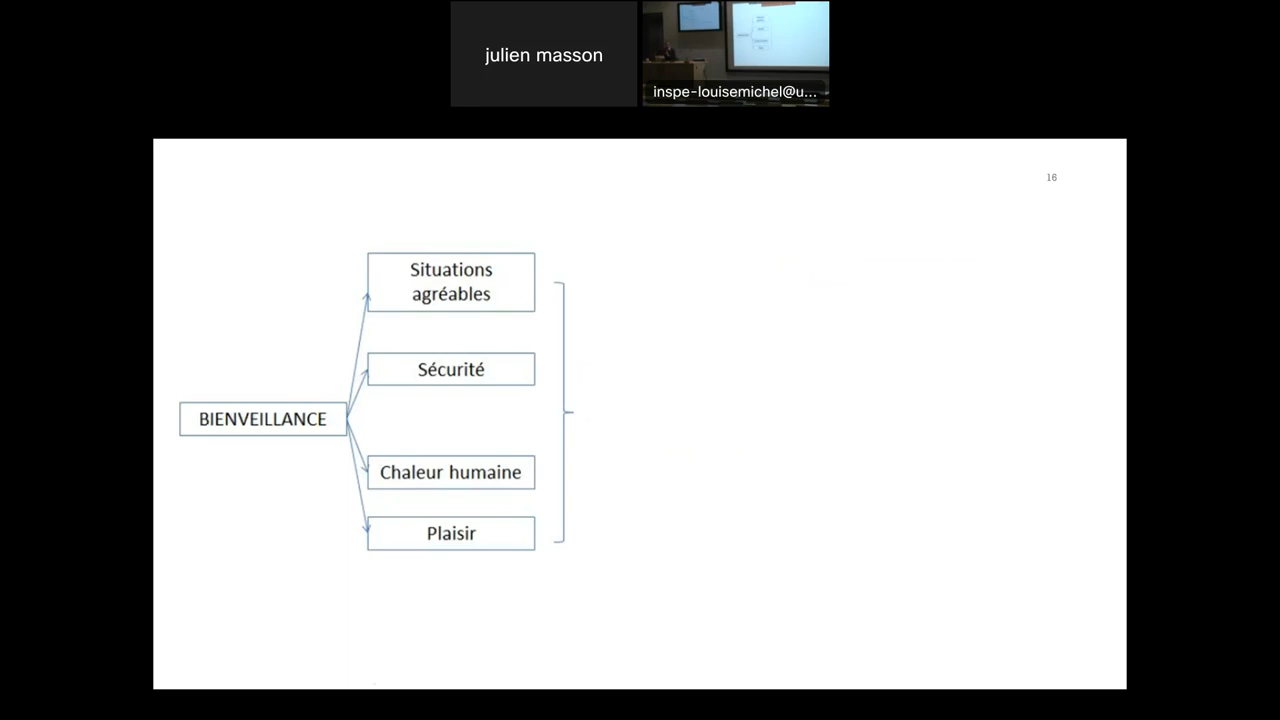 julien masson
inspe-louisemichel@u...
16
Situations
agréables
Sécurité
BIENVEILLANCE
Chaleur humaine
Plaisir